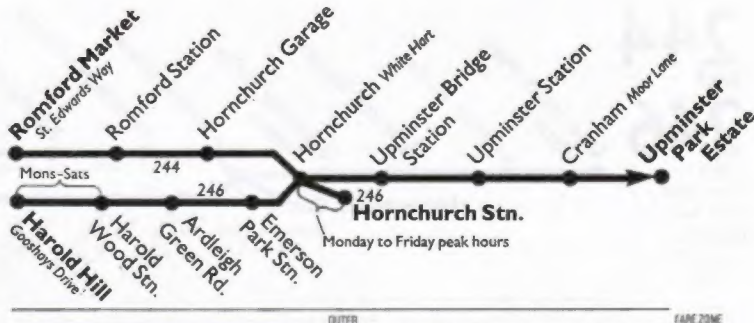 Romford Market
St. Edwards Way
Romford Station
Hornchurch Garage
Hornchurch White Hart
Upminster Bridge
Station
Upminster Station
Cranham Moor Lane
Upminster
Park
Estate
244
Mons-Sats
246
246
Hornchurch Stn.
Monday to Friday peak hours
Harold Hill
Gooshays Drive
Harold
Wood Stn.
Ardleigh
Green Rd.
Emerson
Park Stn.
OUTER
FARE ZONE